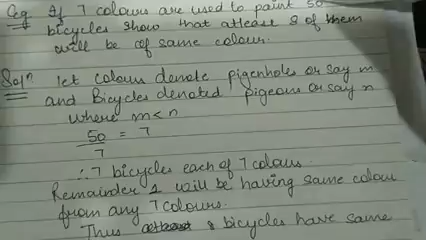 Eg If 7 colours are used to paint 50
bicycles show that atleast 8 of them
will be of same colour.
Soln let colours denote pigenholes or say m
and Bicycles denoted pigeons or say n
where m<n
50/7 = 7
∴ 7 bicycles each of 7 colours
Remainder 1 will be having same colour
from any 7 colours.
Thus 8 bicycles have same